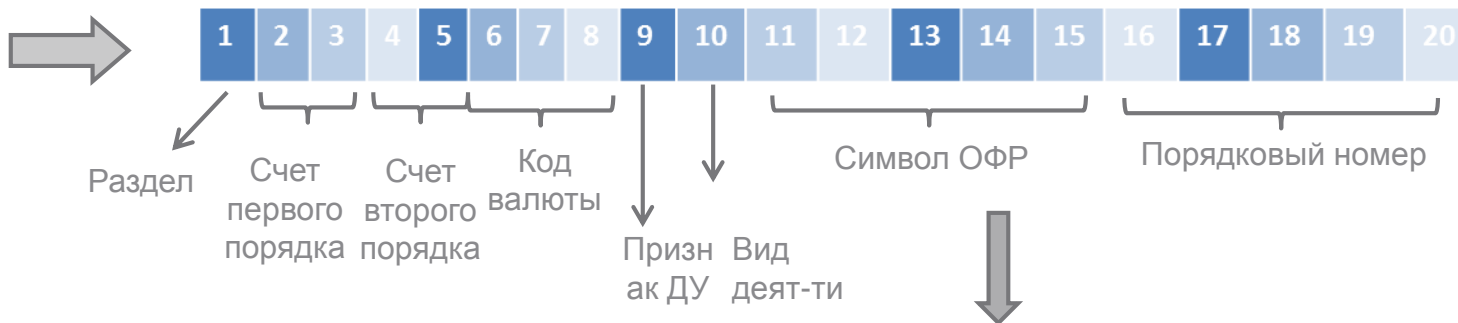 1 2 3 4 5 6 7 8 9 10 11 12 13 14 15 16 17 18 19 20
Раздел
Счет
первого
порядка
Счет
второго
порядка
Код
валюты
Призн
ак ДУ
Вид
деят-ти
Символ ОФР
Порядковый номер